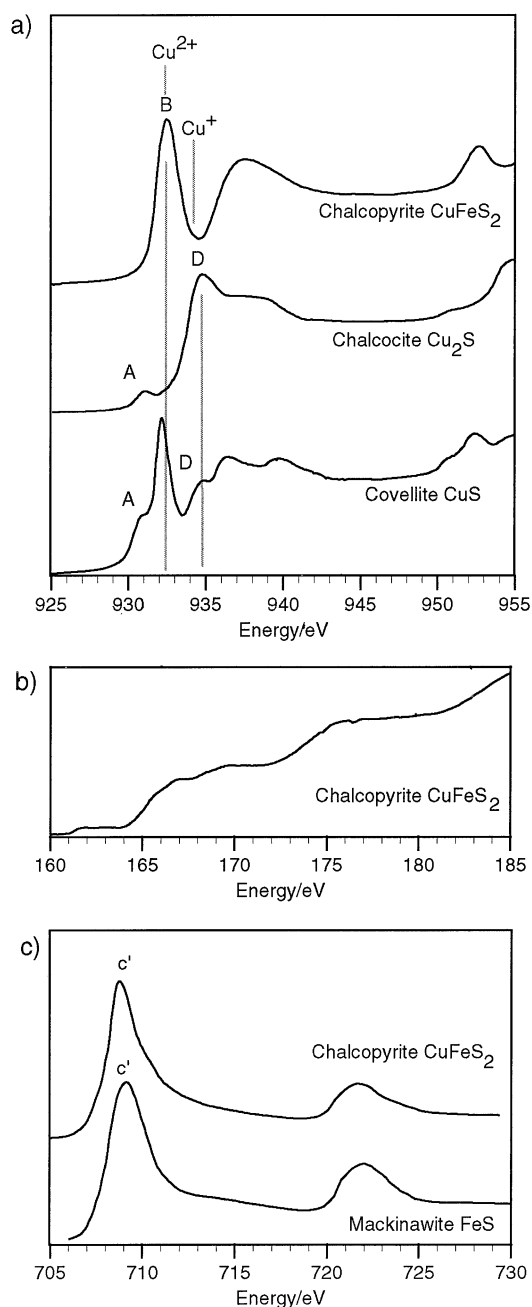 a)
Cu2+
B
Cu+
Chalcopyrite CuFeS2
D
Chalcocite Cu2S
A
D
A
Covellite CuS
925 930 935 940 945 950 955
Energy/eV
b)
Chalcopyrite CuFeS2
160 165 170 175 180 185
Energy/eV
c)
c'
Chalcopyrite CuFeS2
c'
Mackinawite FeS
705 710 715 720 725 730
Energy/eV